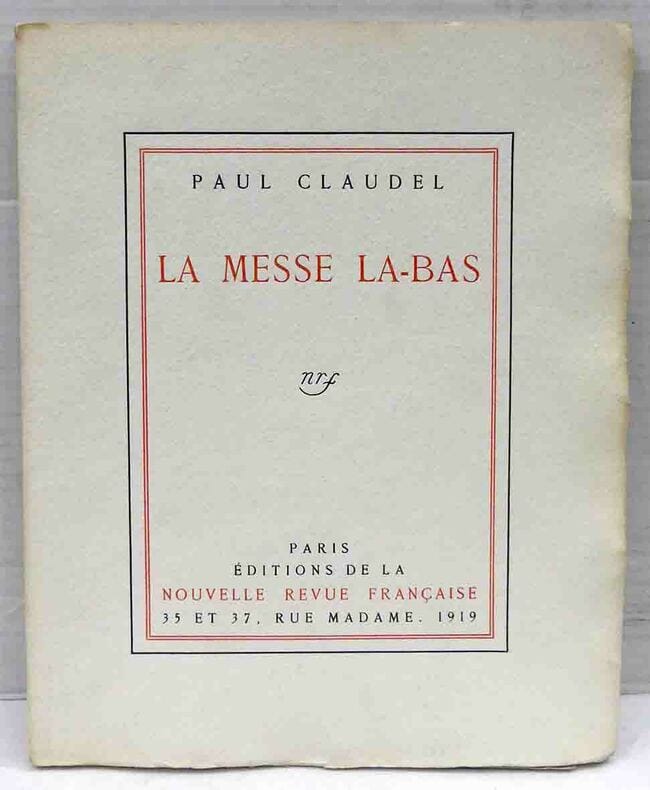 PAUL CLAUDEL
LA MESSE LA-BAS
nrf
PARIS
ÉDITIONS DE LA
NOUVELLE REVUE FRANÇAISE
35 ET 37, RUE MADAME. 1919